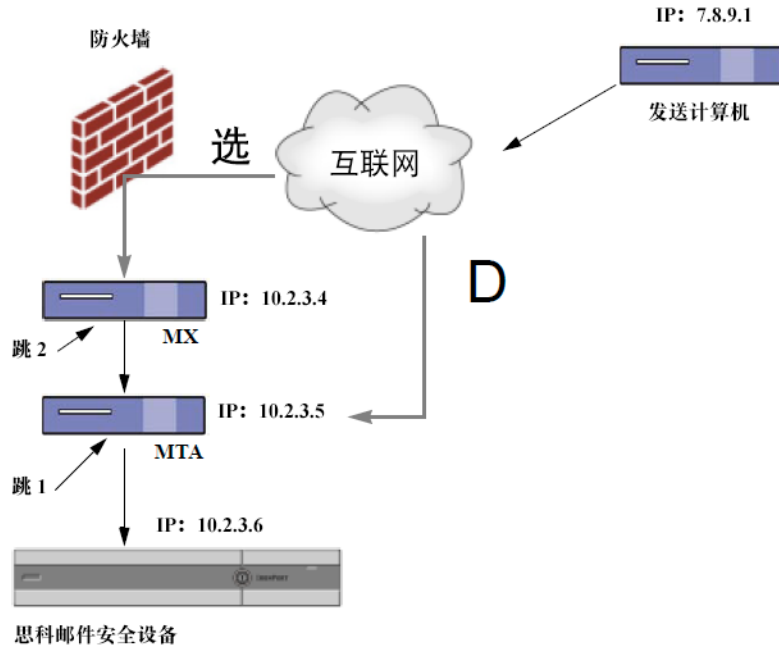 IP：7.8.9.1
防火墙
发送计算机
选
互联网
D
IP：10.2.3.4
MX
跳 2
IP：10.2.3.5
MTA
跳 1
IP：10.2.3.6
思科邮件安全设备